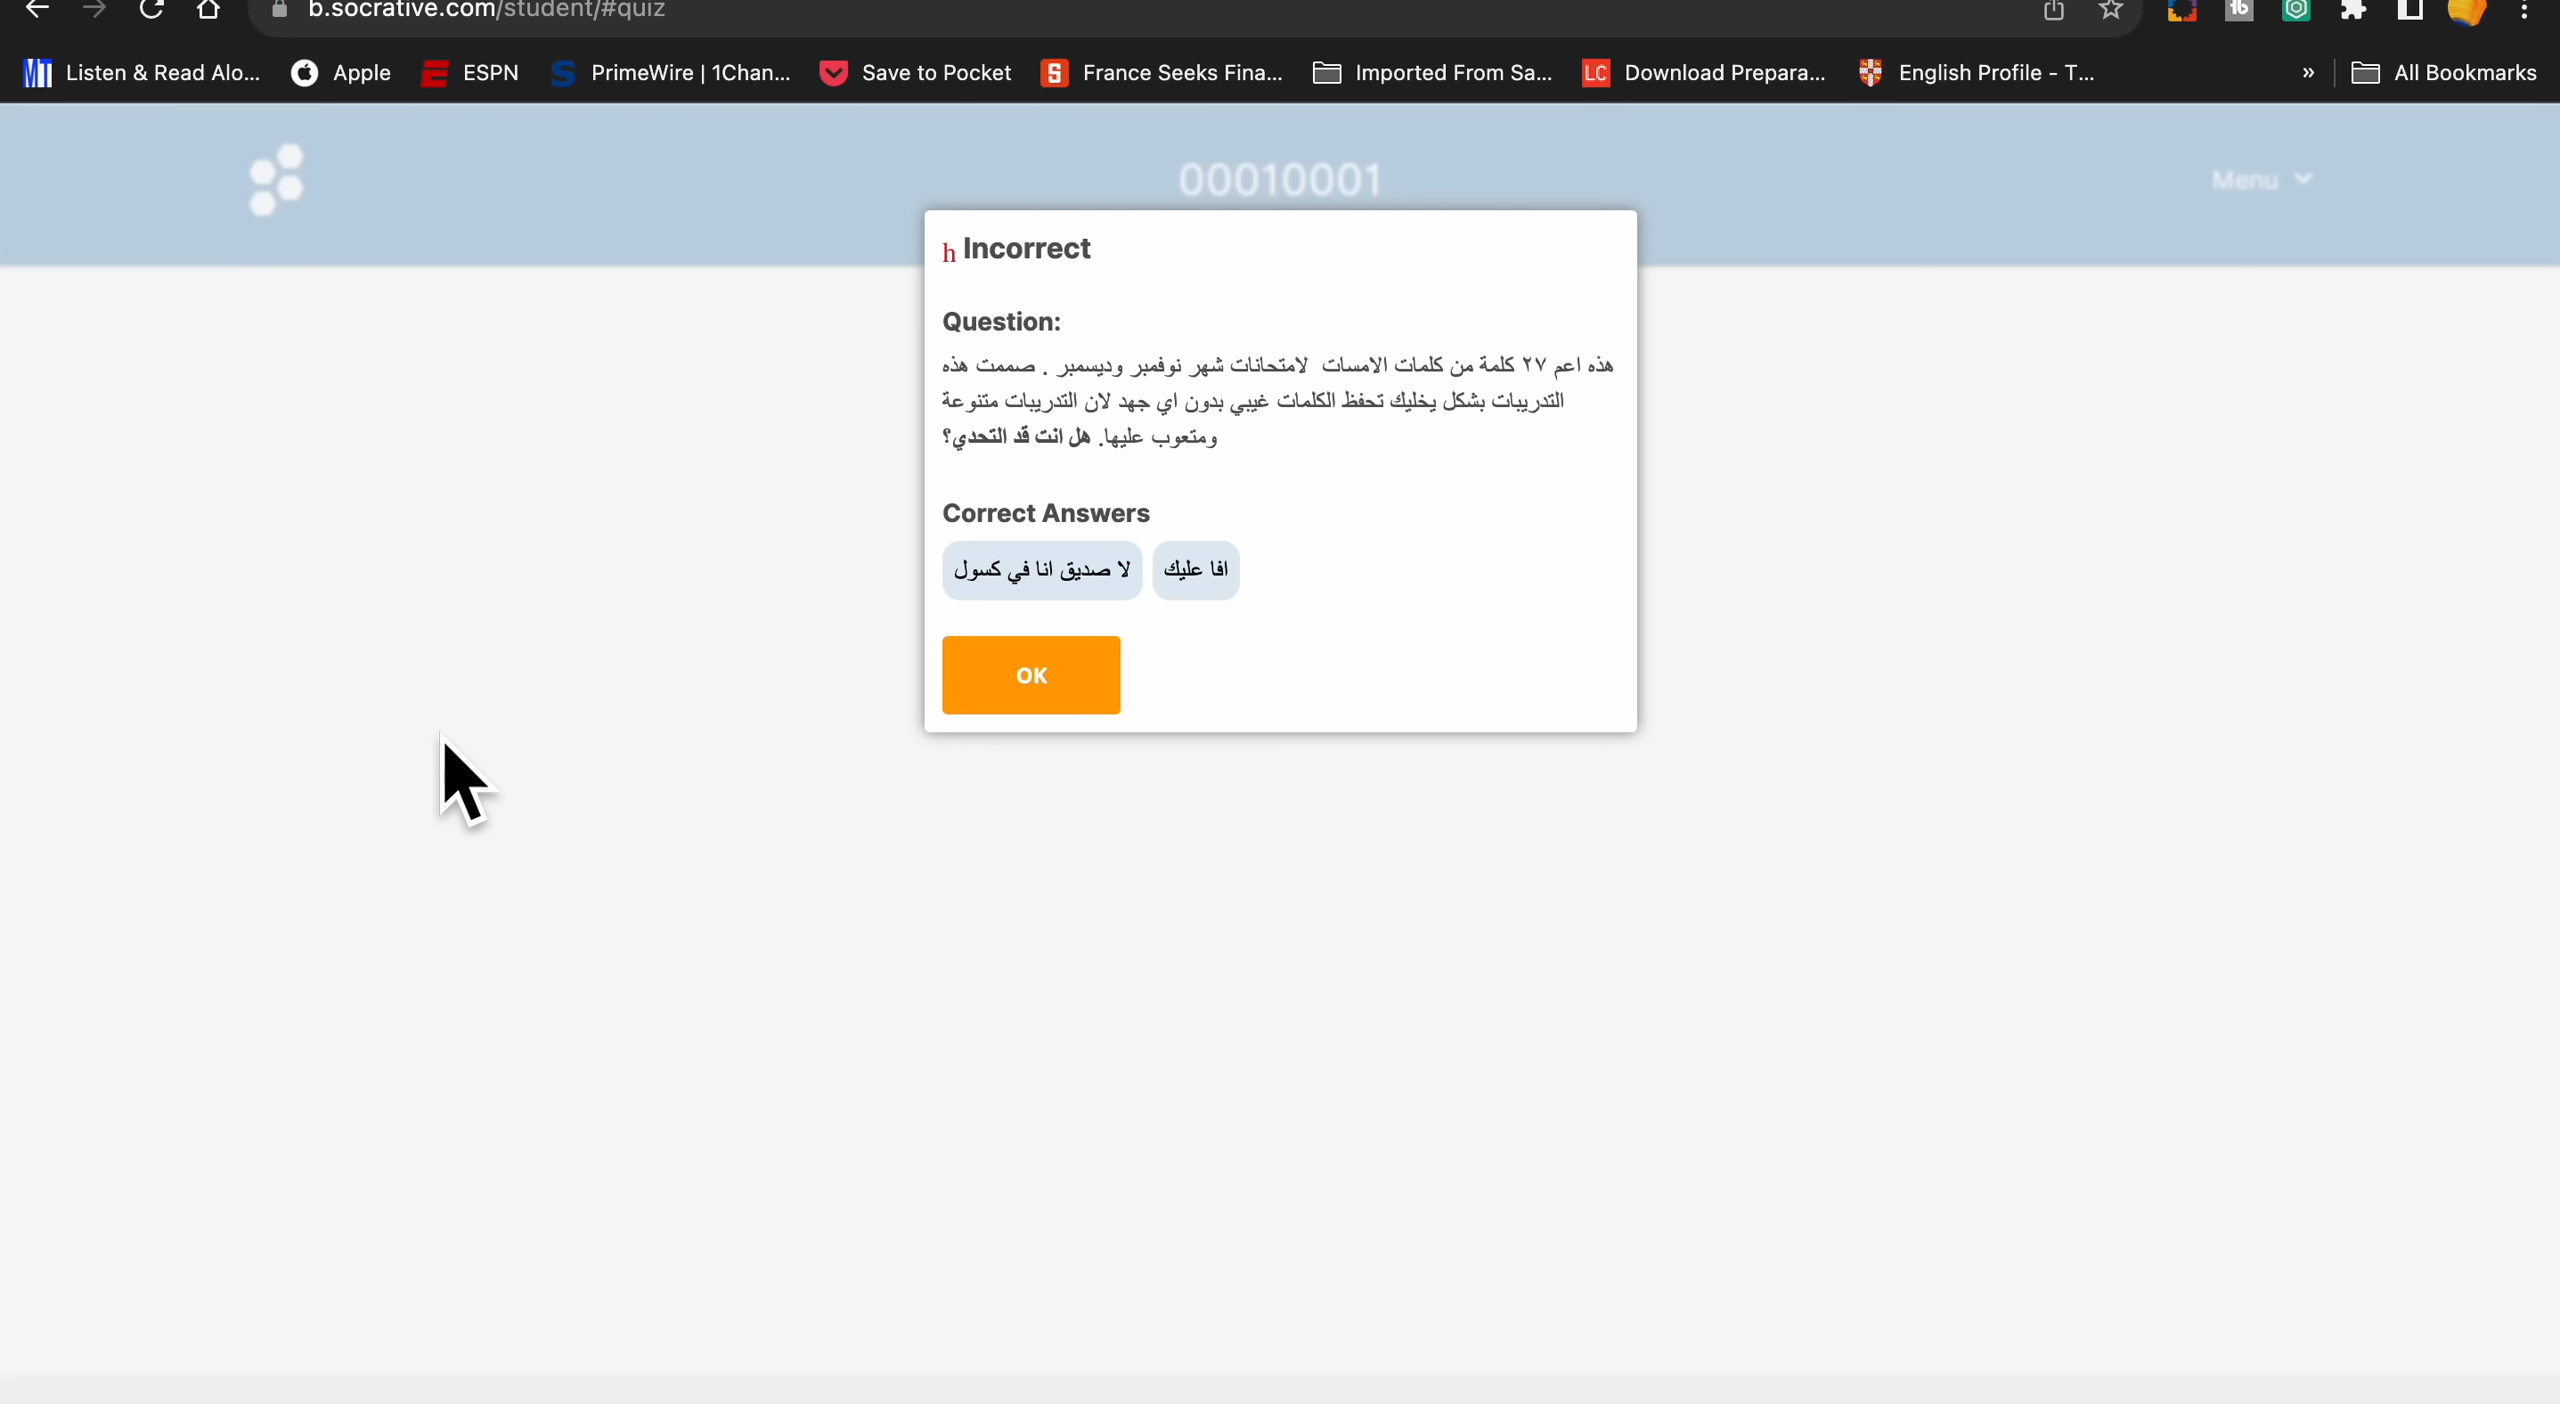 b.socrative.com/student/#quiz
Listen & Read Alo... Apple ESPN PrimeWire | 1Chan... Save to Pocket France Seeks Fina... Imported From Sa... LC Download Prepara... English Profile - T... » All Bookmarks
00010001
Menu
h Incorrect
Question:
هذه اعم ٢٧ كلمة من كلمات الامسات لامتحانات شهر نوفمبر وديسمبر . صممت هذه
التدريبات بشكل يخليك تحفظ الكلمات غيبي بدون اي جهد لان التدريبات متنوعة
ومتعوب عليها. هل انت قد التحدي؟
Correct Answers
لا صديق انا في كسول
افا عليك
OK